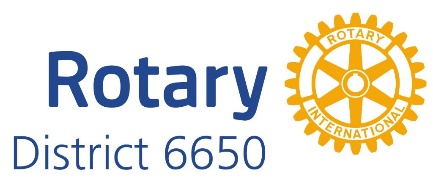 Rotary
District 6650
ROTARY
INTERNATIONAL